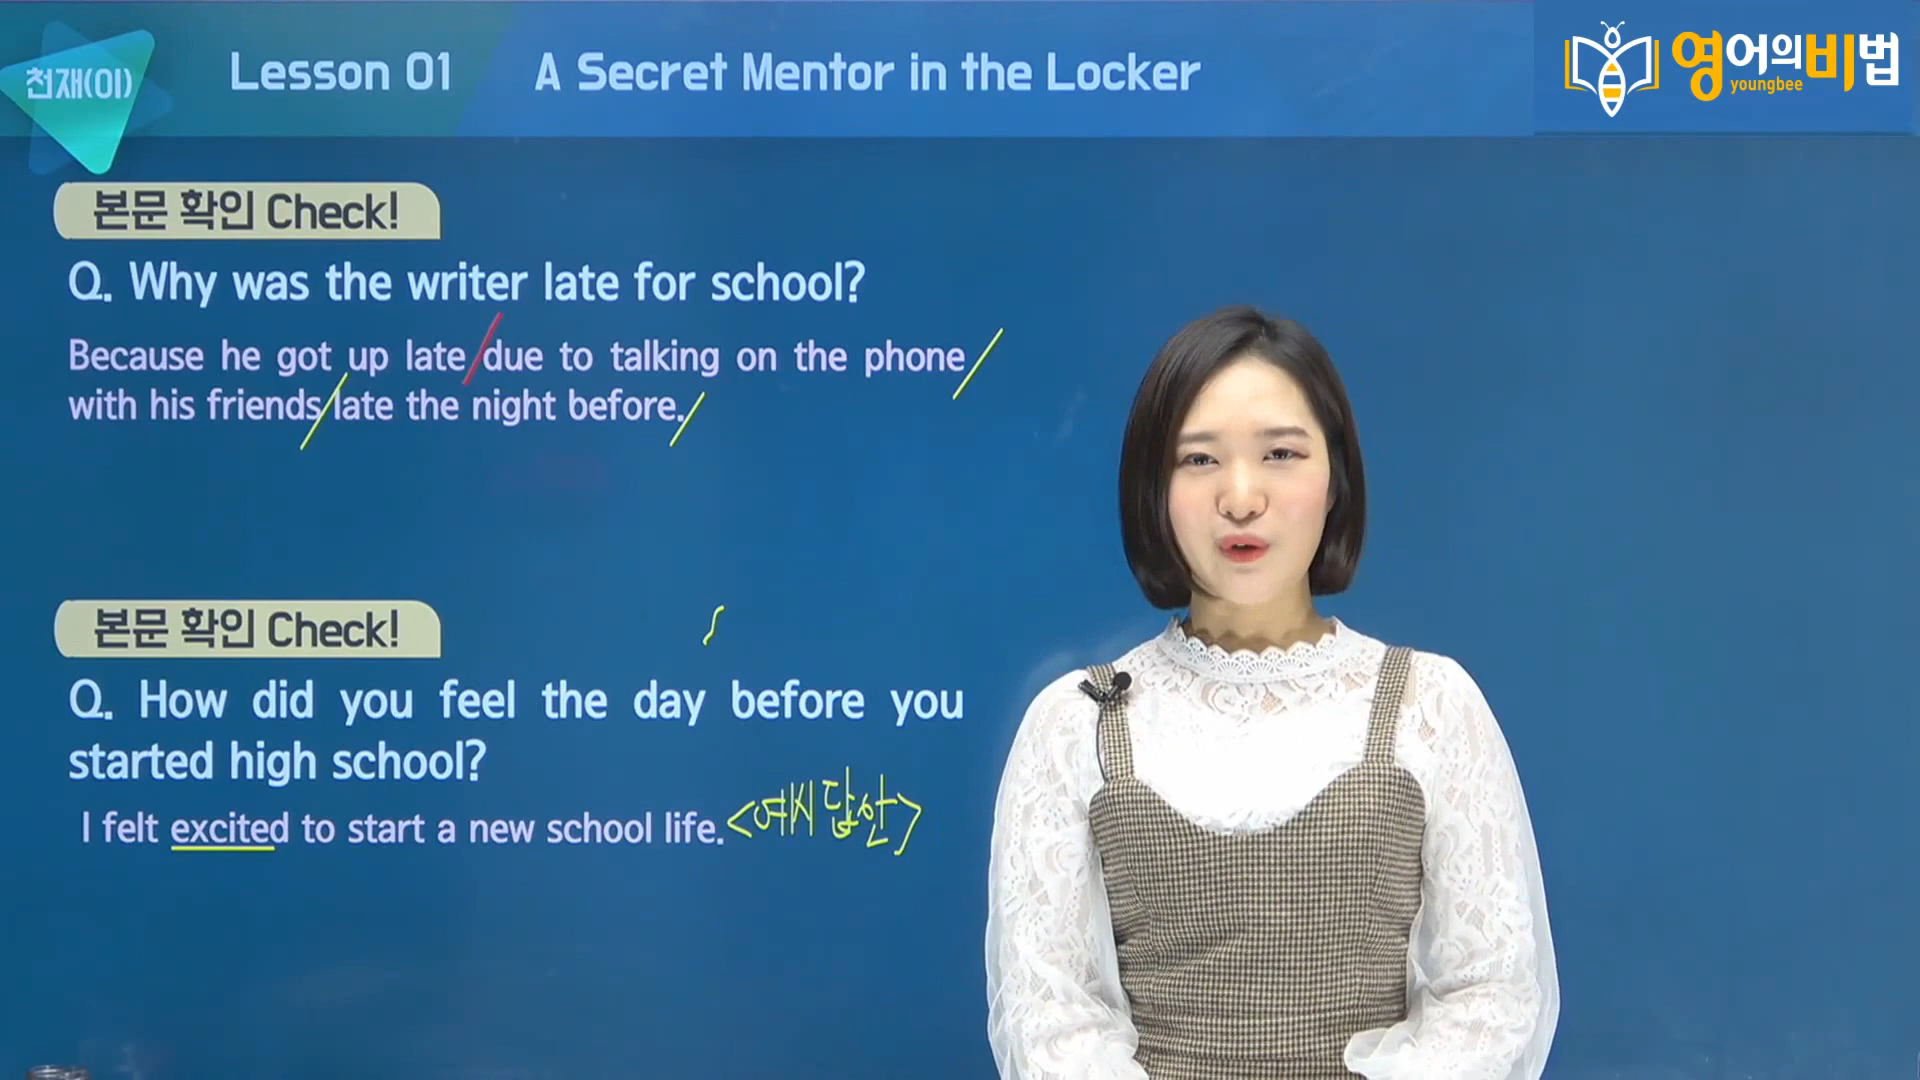 천재(이)
Lesson 01 A Secret Mentor in the Locker
영어의비법
youngbee
본문 확인 Check!
Q. Why was the writer late for school?
Because he got up late due to talking on the phone
with his friends late the night before.
본문 확인 Check!
Q. How did you feel the day before you
started high school?
I felt excited to start a new school life. <예시 답안>